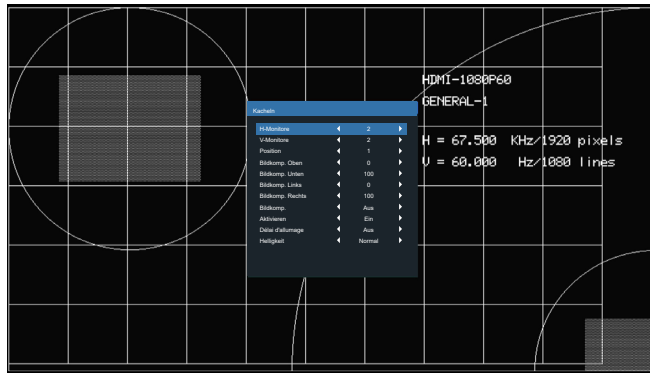 HDMI-1080P60
GENERAL-1
H = 67.500 KHz/1920 pixels
V = 60.000 Hz/1080 lines
Kacheln
H-Monitore 2
V-Monitore 2
Position 1
Bildkomp. Oben 0
Bildkomp. Unten 100
Bildkomp. Links 0
Bildkomp. Rechts 100
Bildkomp. Aus
Aktivieren Ein
Délai d'allumage Aus
Helligkeit Normal